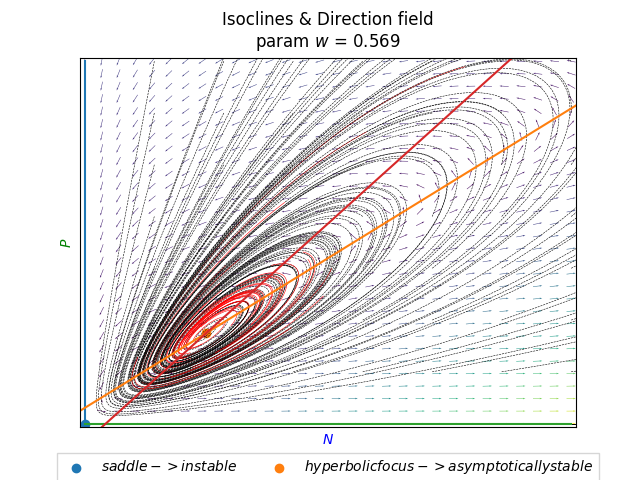 Isoclines & Direction field
param w = 0.569
P
N
saddle−>instable
hyperbolicfocus−>asymptoticallystable